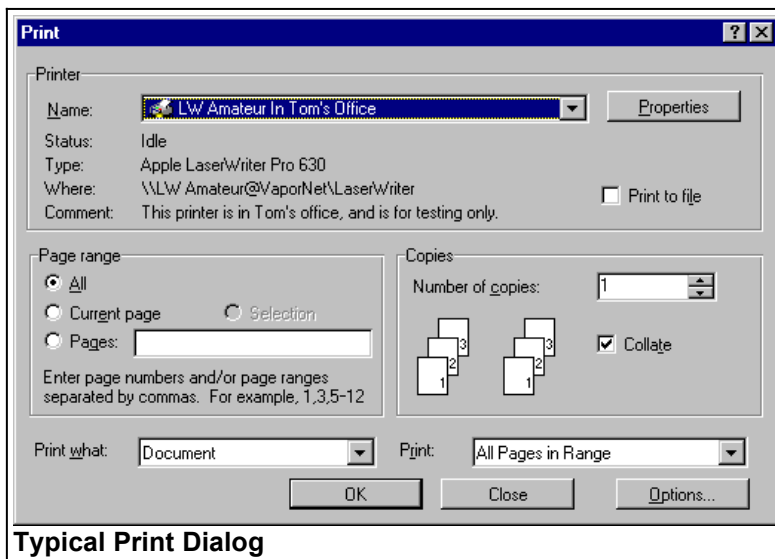 Print
Printer
Name: LW Amateur In Tom's Office Properties
Status: Idle
Type: Apple LaserWriter Pro 630
Where: \\LW Amateur@VaporNet\LaserWriter Print to file
Comment: This printer is in Tom's office, and is for testing only.
Page range
All
Current page Selection
Pages:
Enter page numbers and/or page ranges
separated by commas. For example, 1,3,5-12
Copies
Number of copies: 1
1 2 3 1 2 3 Collate
Print what: Document Print: All Pages in Range
OK Close Options...
Typical Print Dialog